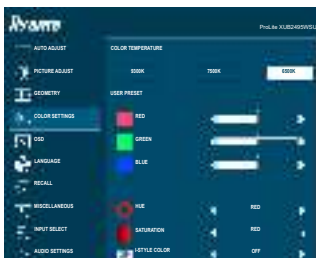 iiyama
ProLite XUB2495WSU
AUTO ADJUST
COLOR TEMPERATURE
PICTURE ADJUST
9300K 7500K 6500K
GEOMETRY
USER PRESET
COLOR SETTINGS
RED
OSD
GREEN
LANGUAGE
BLUE
RECALL
MISCELLANEOUS
HUE RED
INPUT SELECT
SATURATION RED
AUDIO SETTINGS
I-STYLE COLOR OFF